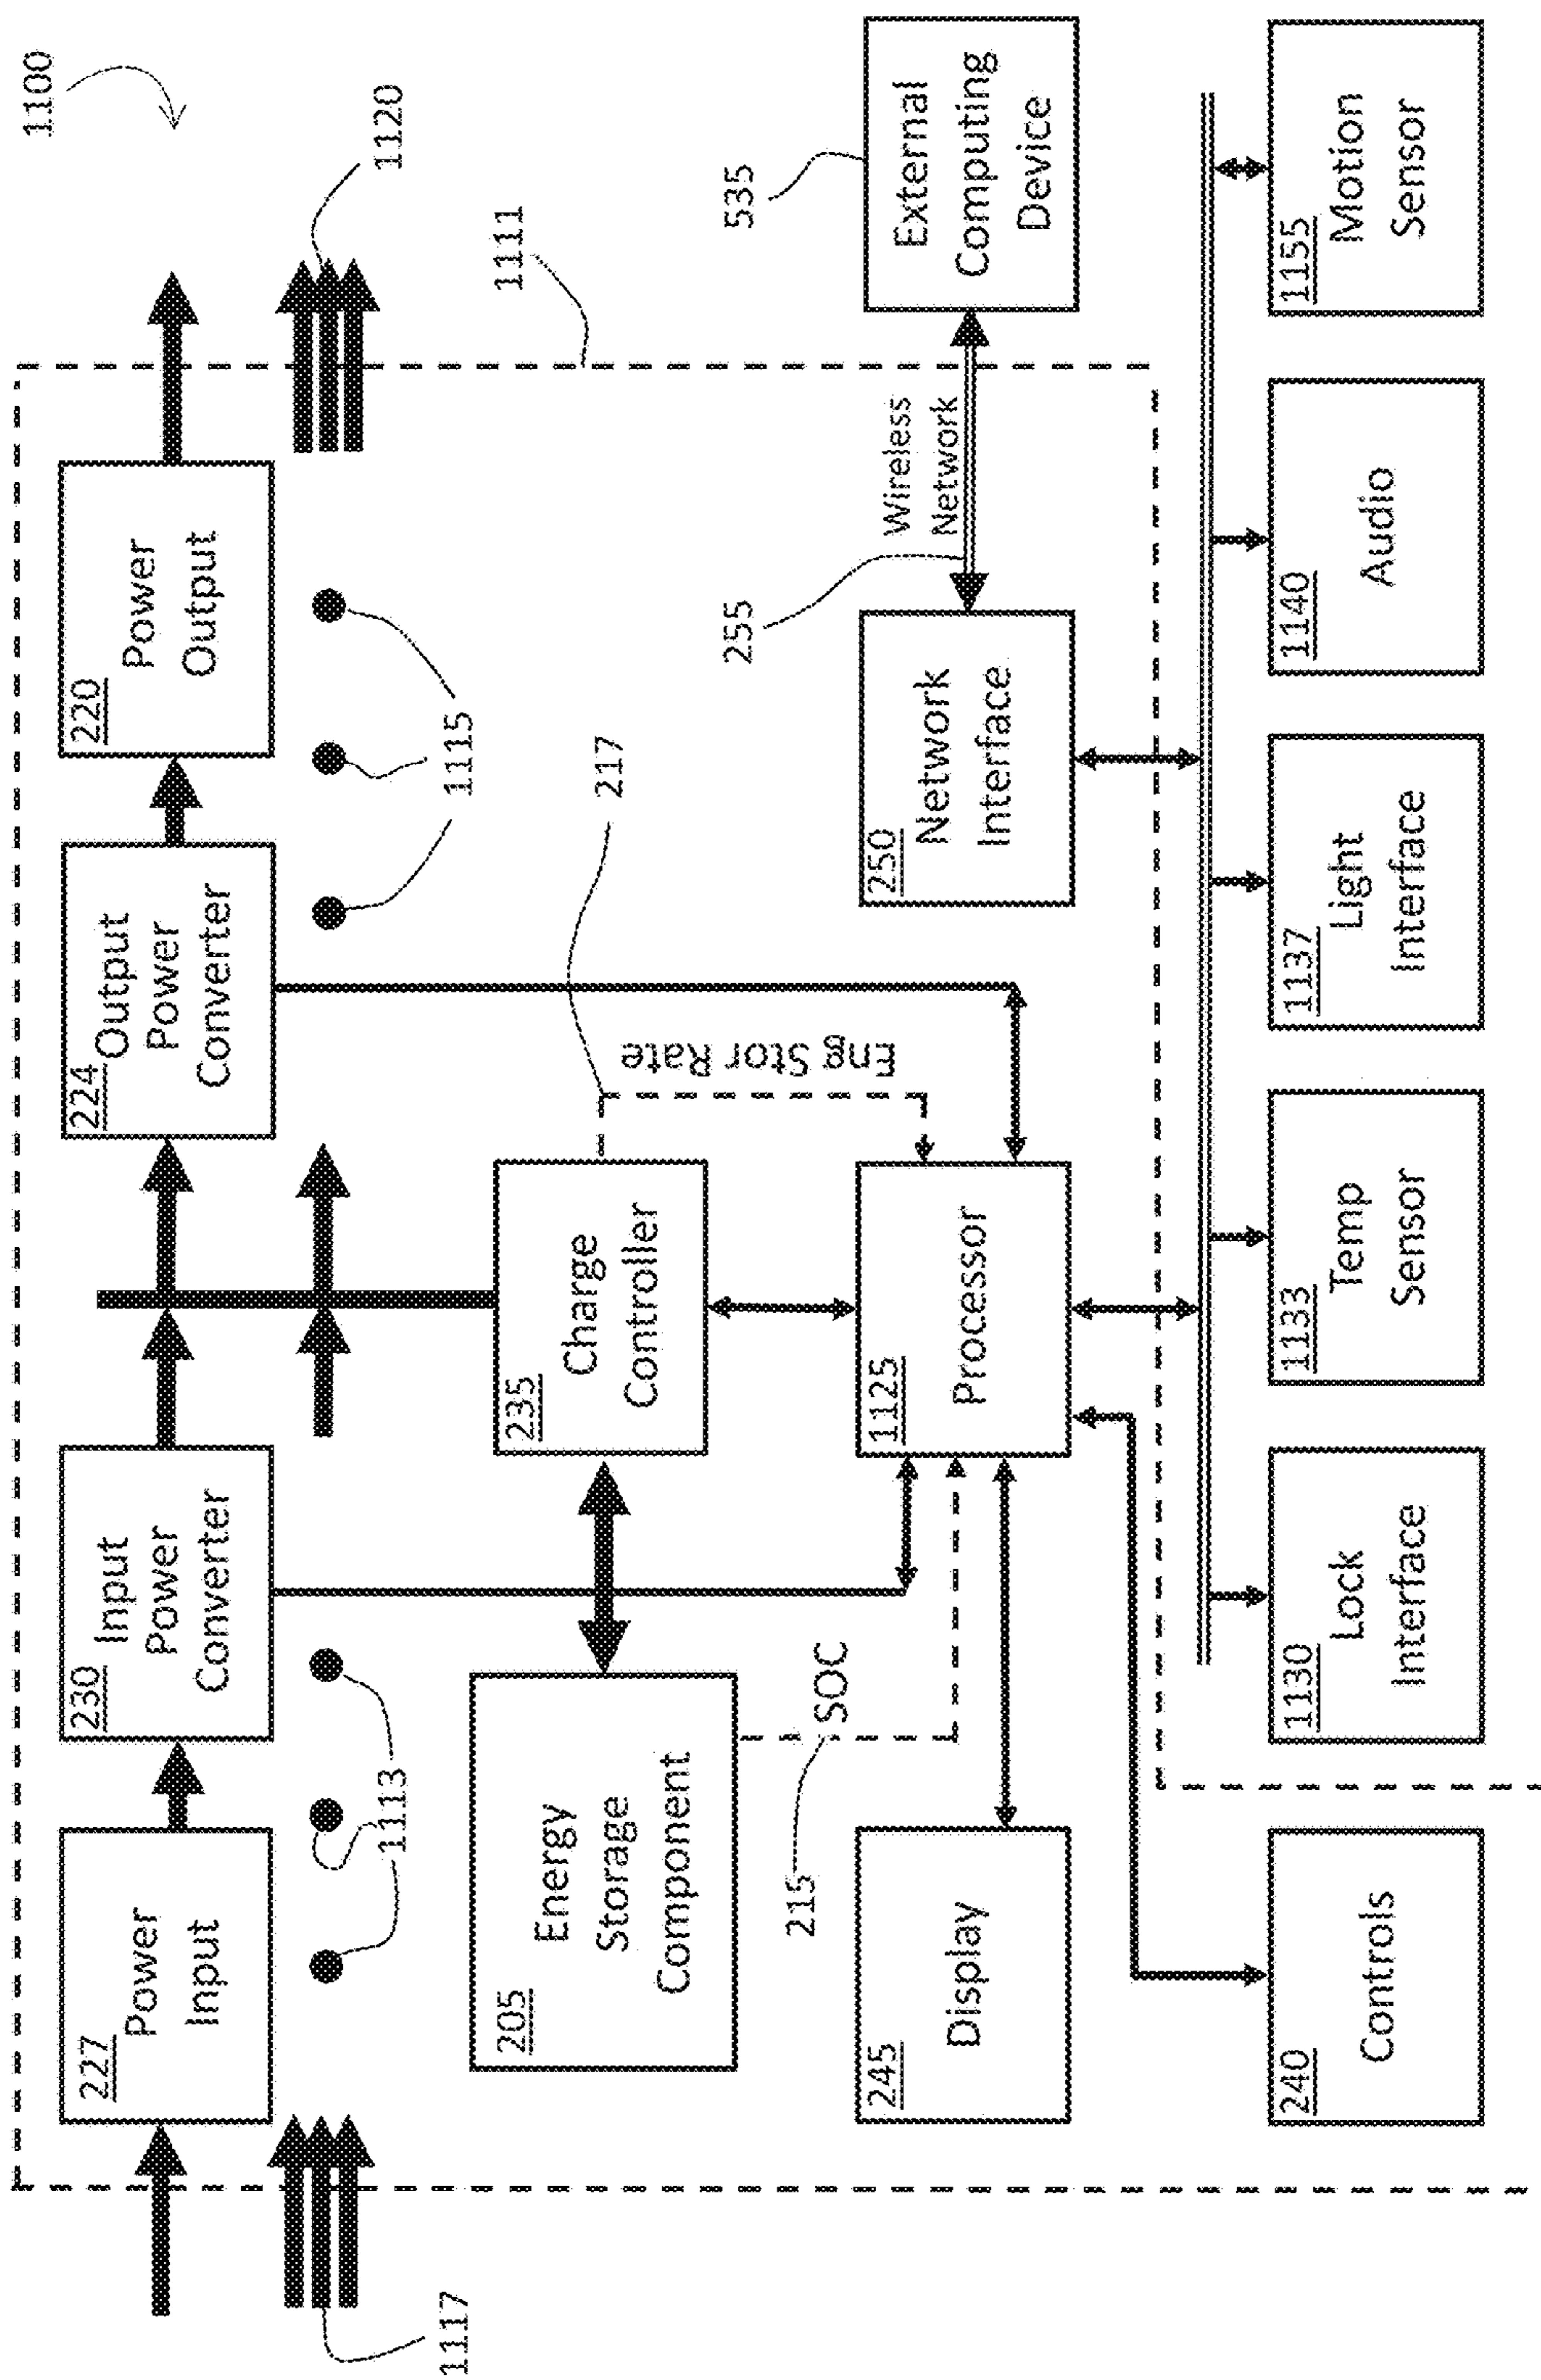 1100
1120
1111
227
Power
Input
230
Input
Power
Converter
224
Output
Power
Converter
220
Power
Output
1117
1113
1115
205
Energy
Storage
Component
235
Charge
Controller
217
Eng Stor Rate
215
SOC
255
Wireless
Network
535
External
Computing
Device
245
Display
1125
Processor
250
Network
Interface
240
Controls
1130
Lock
Interface
1133
Temp
Sensor
1137
Light
Interface
1140
Audio
1155
Motion
Sensor